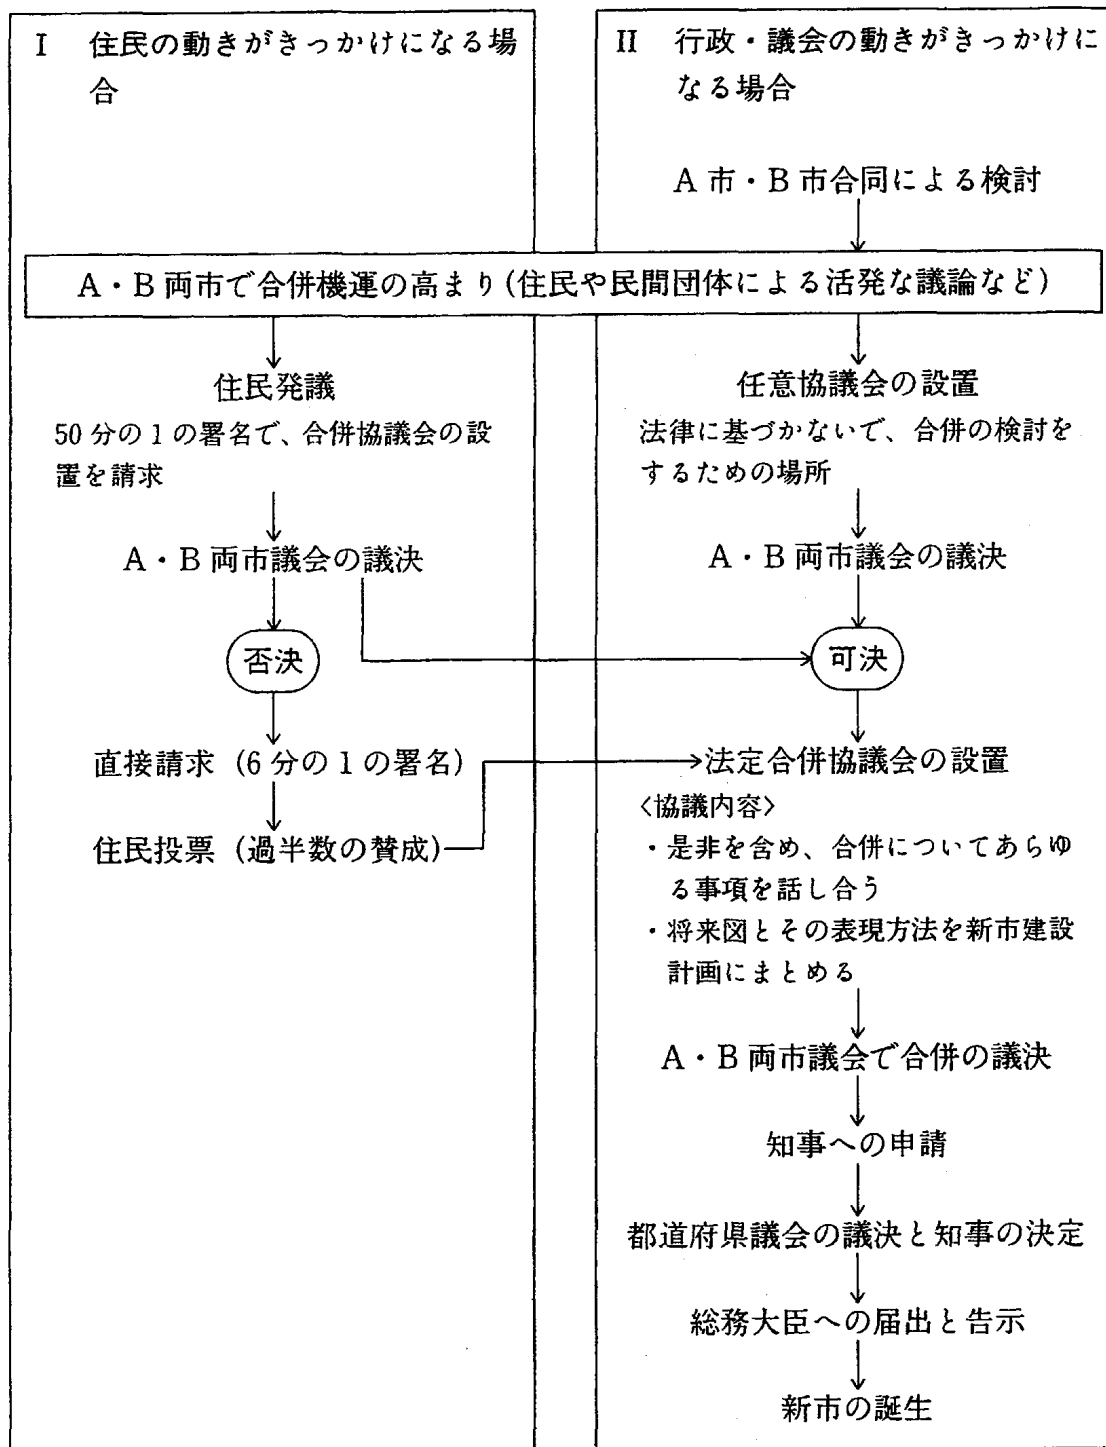 I 住民の動きがきっかけになる場
合
II 行政・議会の動きがきっかけに
なる場合
A市・B市合同による検討
A・B両市で合併機運の高まり(住民や民間団体による活発な議論など)
住民発議
50分の1の署名で、合併協議会の設
置を請求
A・B両市議会の議決
否決
直接請求(6分の1の署名)
住民投票(過半数の賛成)
任意協議会の設置
法律に基づかないで、合併の検討を
するための場所
A・B両市議会の議決
可決
法定合併協議会の設置
〈協議内容〉
・是非を含め、合併についてあらゆ
る事項を話し合う
・将来図とその表現方法を新市建設
計画にまとめる
A・B両市議会で合併の議決
知事への申請
都道府県議会の議決と知事の決定
総務大臣への届出と告示
新市の誕生